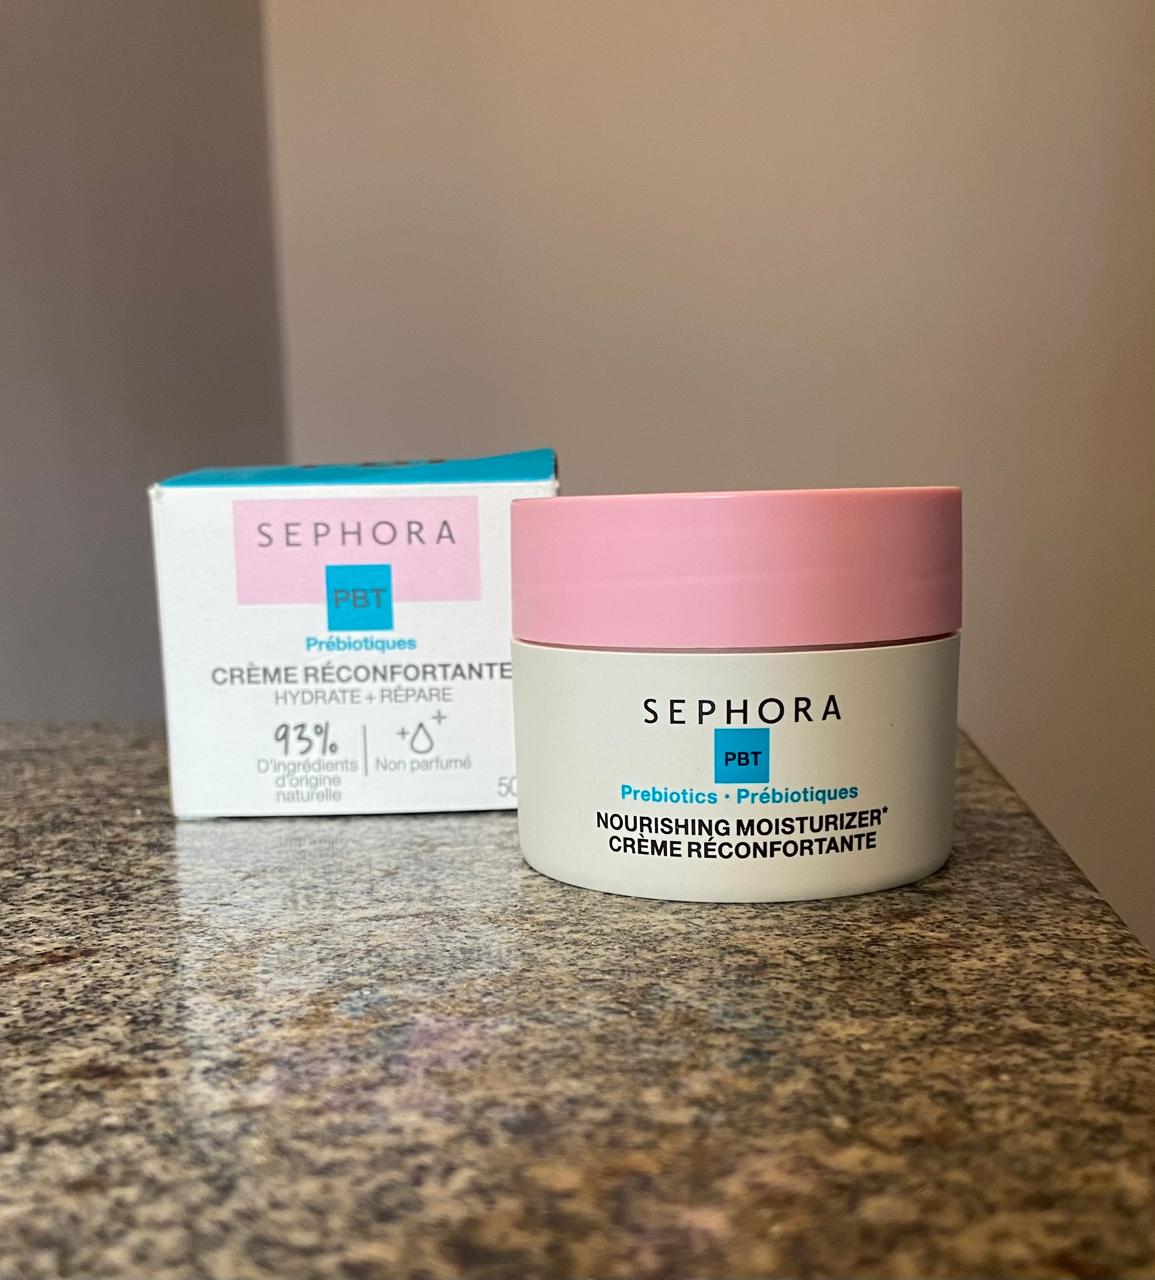 SEPHORA
PBT
Prébiotiques
CRÈME RÉCONFORTANTE
HYDRATE + RÉPARE
93%
D'ingrédients
d'origine
naturelle
Non parfumé
50
SEPHORA
PBT
Prebiotics · Prébiotiques
NOURISHING MOISTURIZER*
CRÈME RÉCONFORTANTE